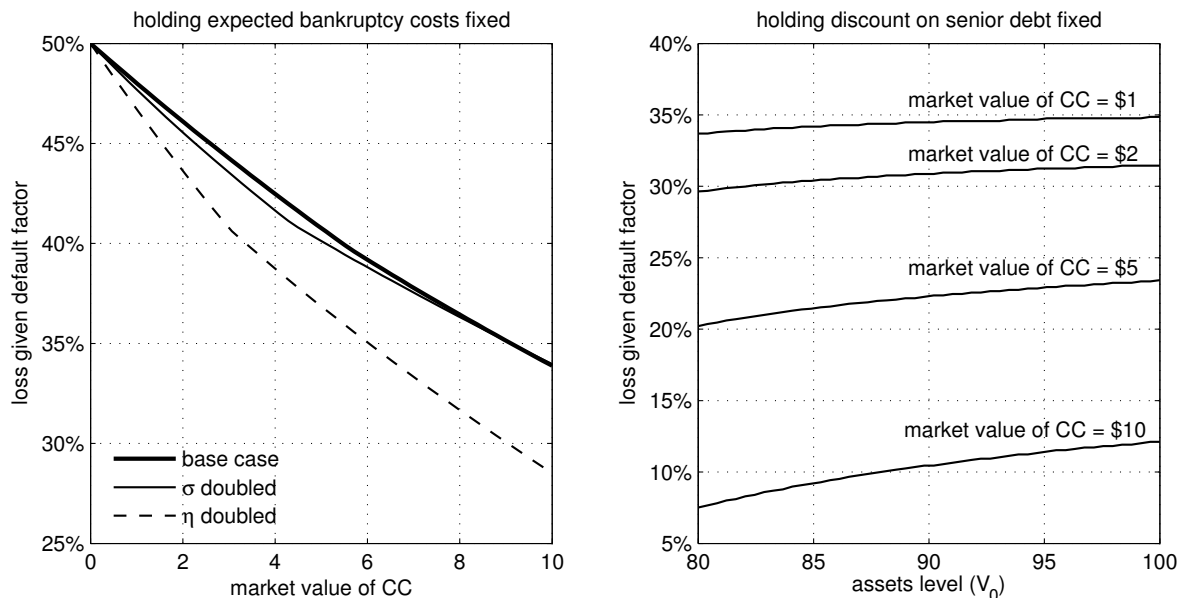 holding expected bankruptcy costs fixed
50%
45%
40%
35%
30%
25%
loss given default factor
base case
σ doubled
η doubled
0 2 4 6 8 10
market value of CC
holding discount on senior debt fixed
40%
35%
30%
25%
20%
15%
10%
5%
loss given default factor
market value of CC = $1
market value of CC = $2
market value of CC = $5
market value of CC = $10
80 85 90 95 100
assets level (V₀)